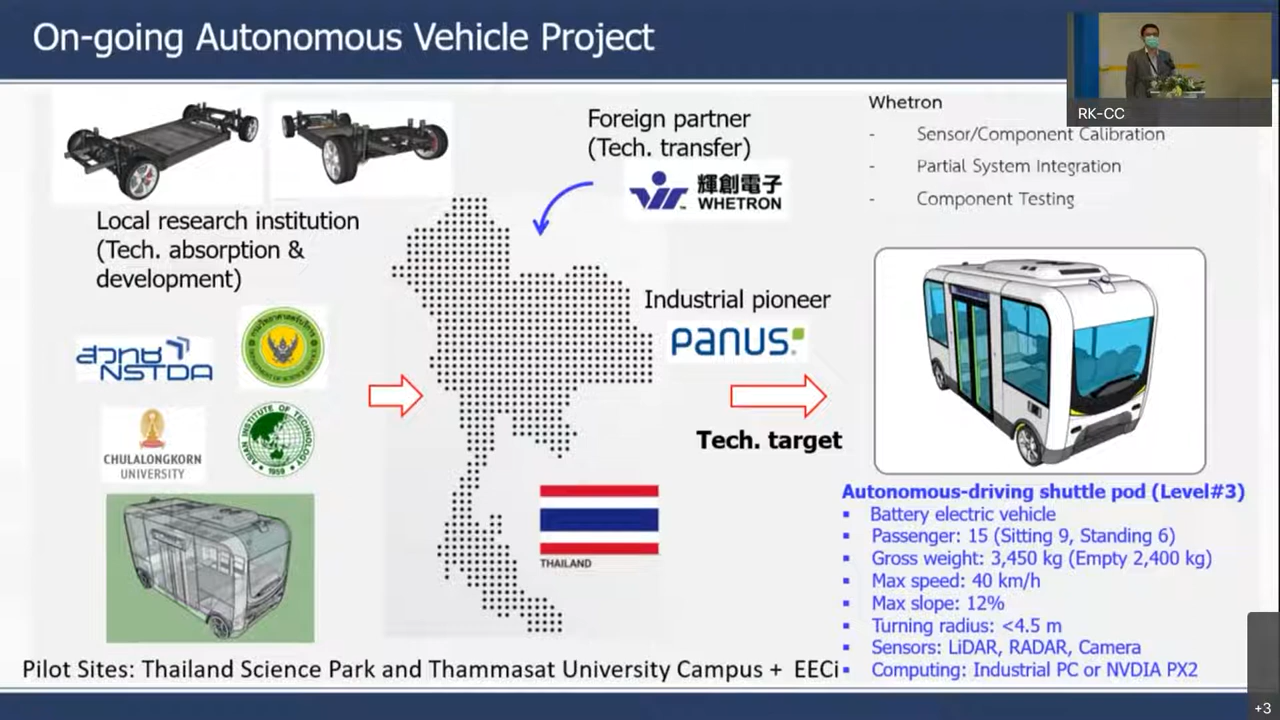 On-going Autonomous Vehicle Project
RK-CC
Foreign partner
(Tech. transfer)
輝創電子
WHETRON
Whetron
- Sensor/Component Calibration
- Partial System Integration
- Component Testing
Local research institution
(Tech. absorption &
development)
สวทช
NSTDA
ASIAN INSTITUTE OF TECHNOLOGY
1959
CHULALONGKORN
UNIVERSITY
Industrial pioneer
PANUS
Tech. target
THAILAND
Autonomous-driving shuttle pod (Level#3)
▪ Battery electric vehicle
▪ Passenger: 15 (Sitting 9, Standing 6)
▪ Gross weight: 3,450 kg (Empty 2,400 kg)
▪ Max speed: 40 km/h
▪ Max slope: 12%
▪ Turning radius: <4.5 m
▪ Sensors: LiDAR, RADAR, Camera
▪ Computing: Industrial PC or NVDIA PX2
Pilot Sites: Thailand Science Park and Thammasat University Campus + EECi
+3